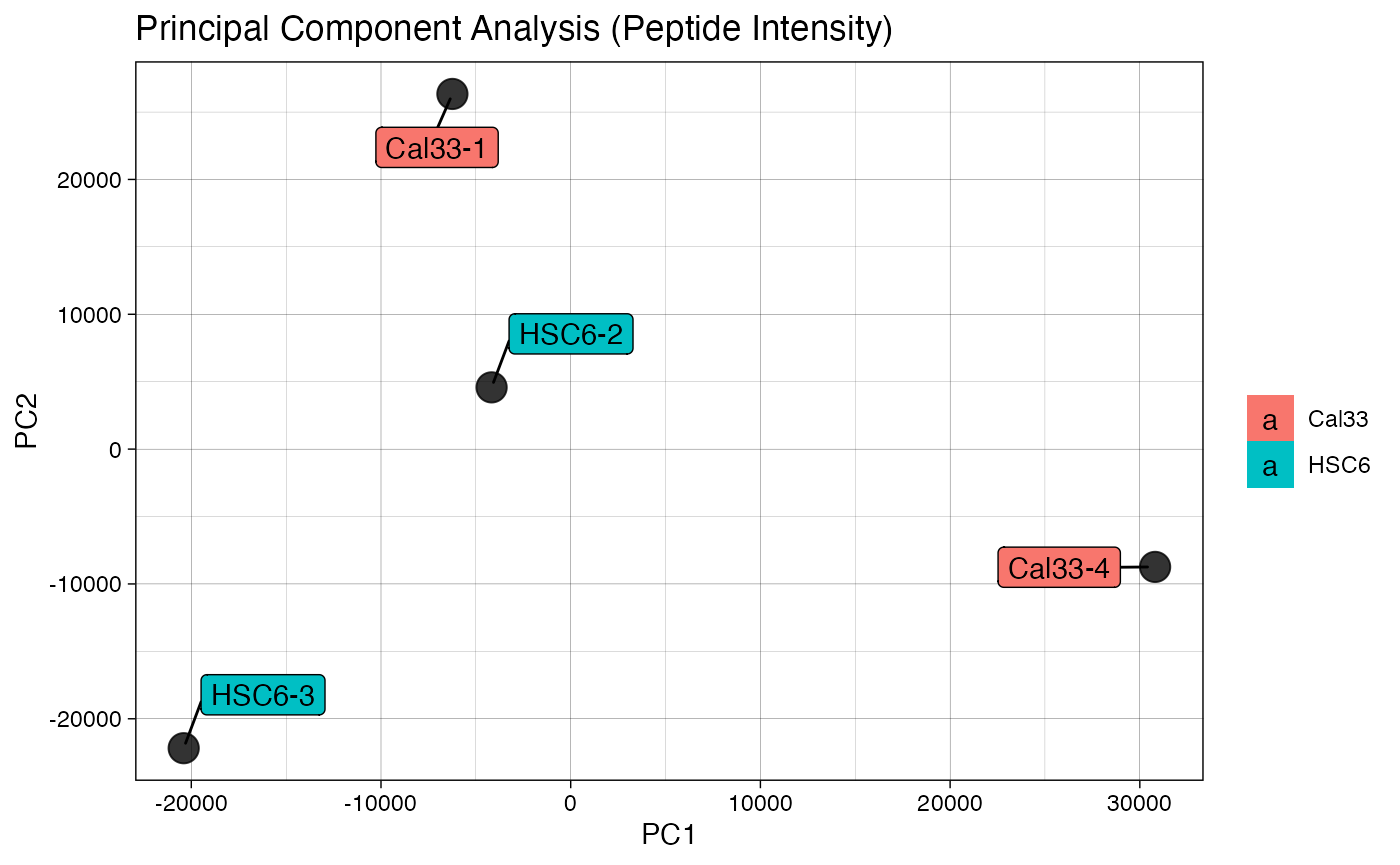 Principal Component Analysis (Peptide Intensity)
Cal33-1
20000
HSC6-2
10000
PC2
a Cal33
0
a HSC6
Cal33-4
-10000
HSC6-3
-20000
-20000 -10000 0 10000 20000 30000
PC1